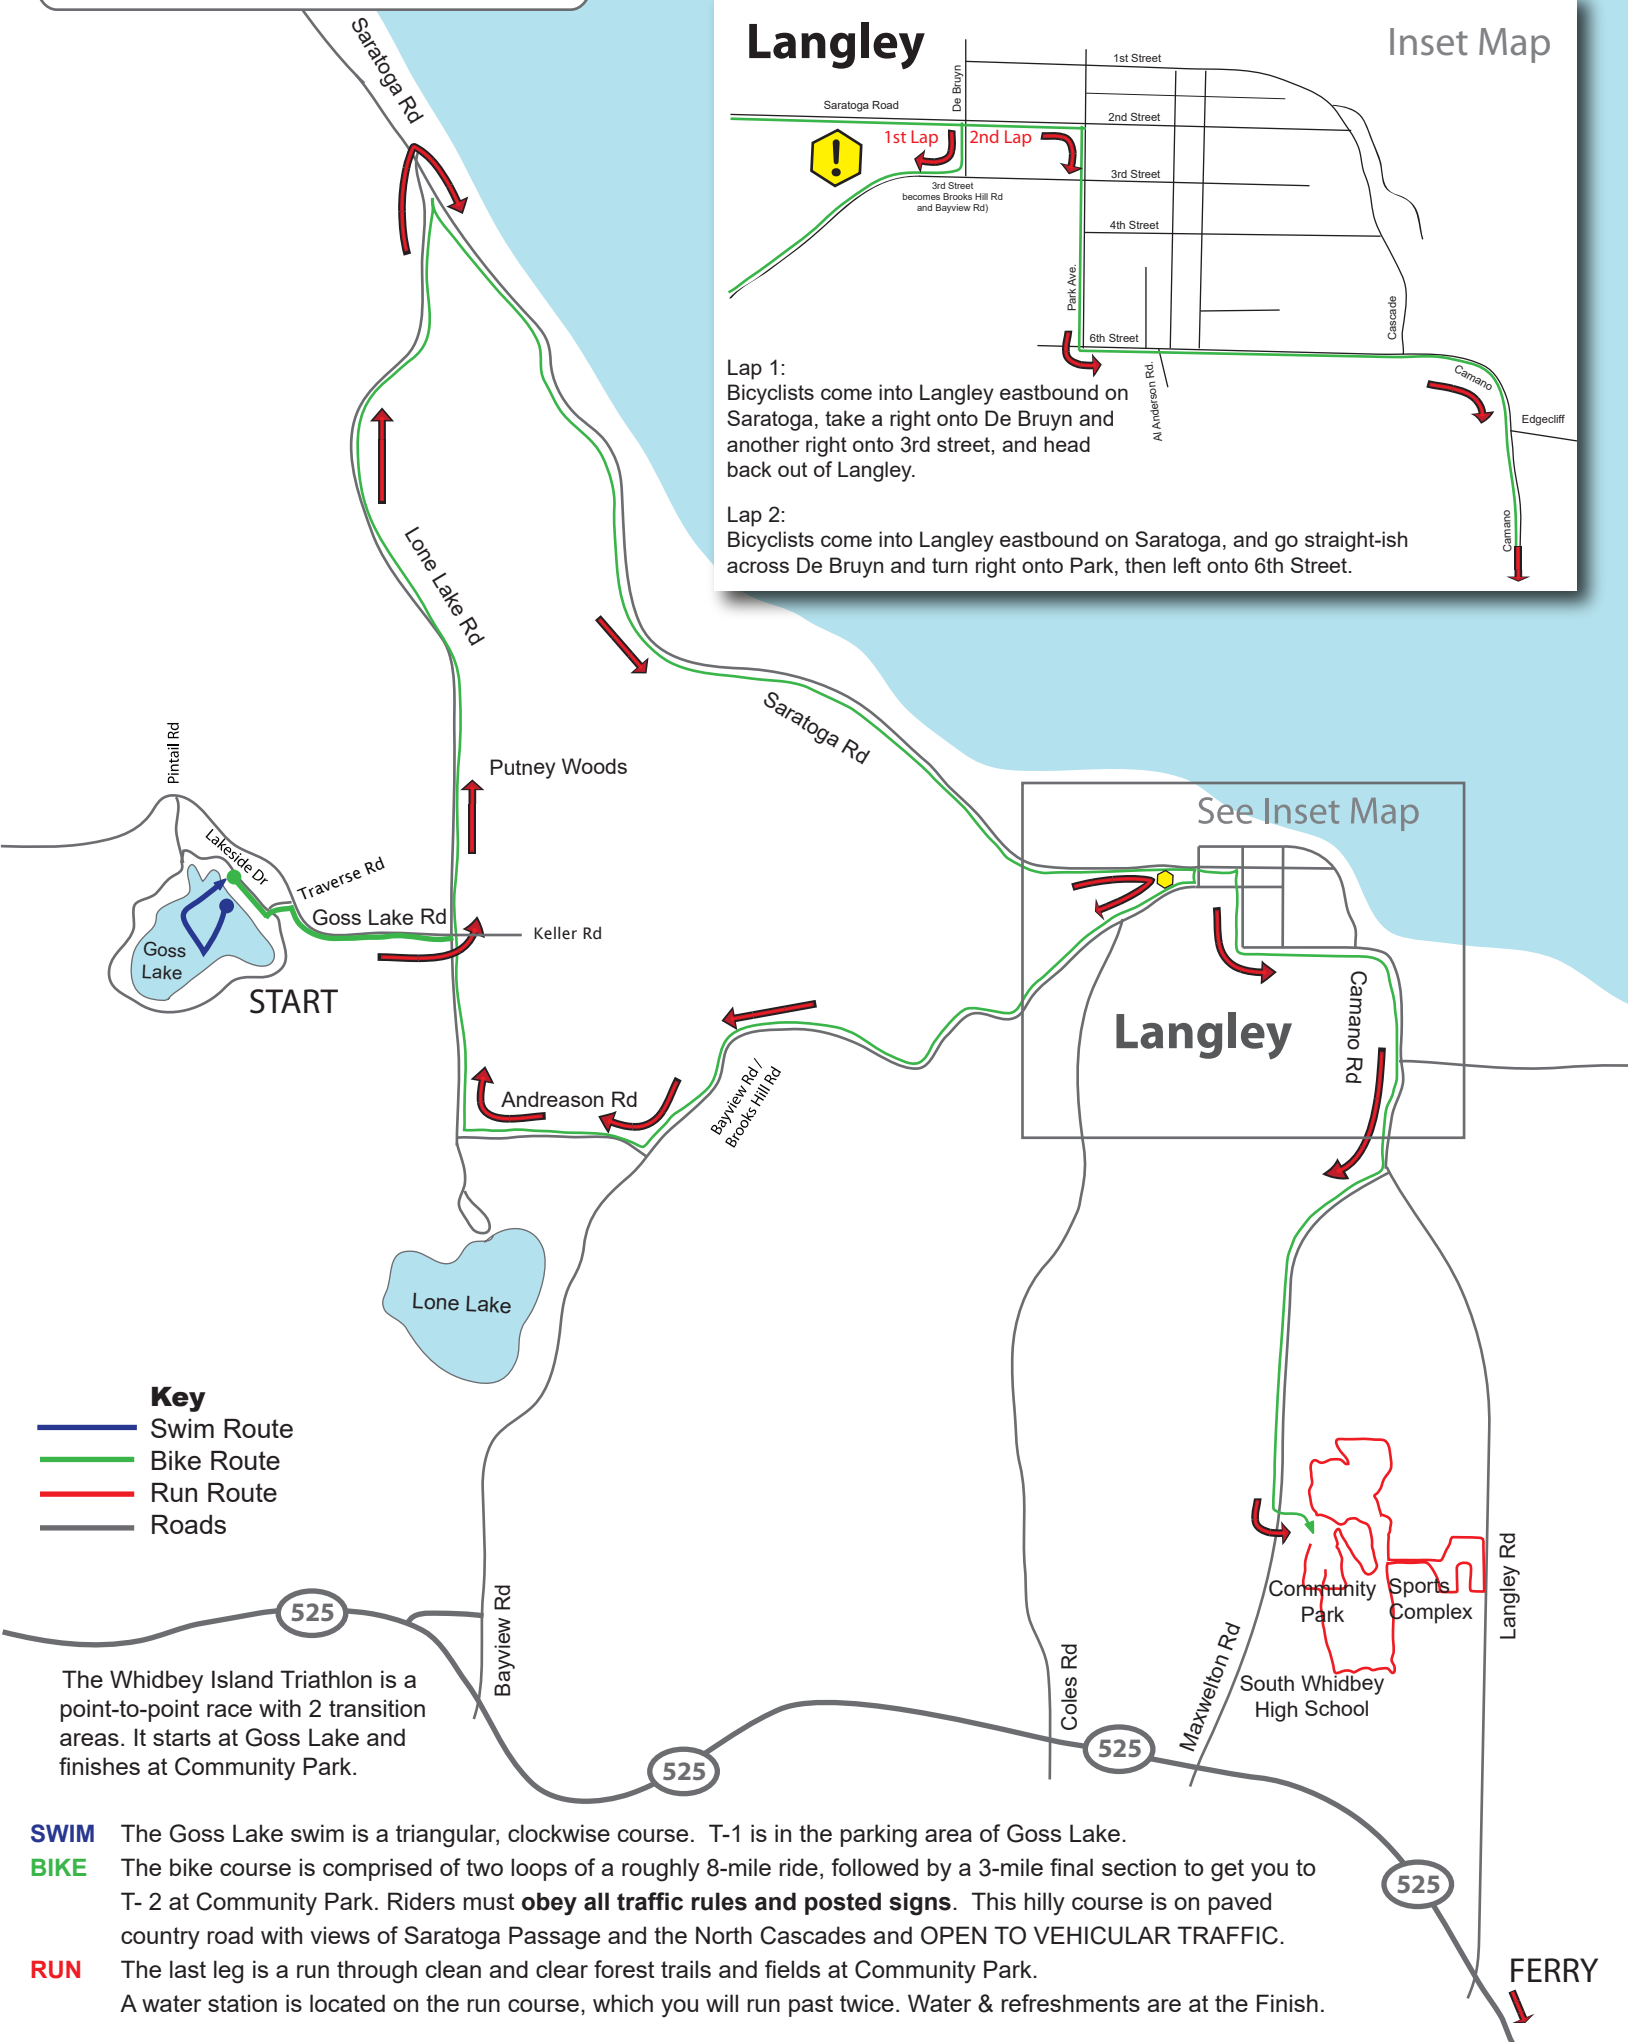 Saratoga Rd
Langley
Inset Map
1st Street
De Bruyn
Saratoga Road
2nd Street
1st Lap
2nd Lap
!
3rd Street
3rd Street
becomes Brooks Hill Rd
and Bayview Rd)
4th Street
Park Ave.
Cascade
6th Street
Al Anderson Rd.
Camano
Edgecliff
Camano
Lap 1:
Bicyclists come into Langley eastbound on
Saratoga, take a right onto De Bruyn and
another right onto 3rd street, and head
back out of Langley.
Lap 2:
Bicyclists come into Langley eastbound on Saratoga, and go straight-ish
across De Bruyn and turn right onto Park, then left onto 6th Street.
Lone Lake Rd
Saratoga Rd
Pintail Rd
Putney Woods
See Inset Map
Lakeside Dr
Traverse Rd
Goss Lake Rd
Keller Rd
Goss
Lake
START
Langley
Camano Rd
Andreason Rd
Bayview Rd /
Brooks Hill Rd
Lone Lake
Key
Swim Route
Bike Route
Run Route
Roads
Community
Park
Sports
Complex
Langley Rd
525
Bayview Rd
Coles Rd
Maxwelton Rd
South Whidbey
High School
The Whidbey Island Triathlon is a
point-to-point race with 2 transition
areas. It starts at Goss Lake and
finishes at Community Park.
525
525
525
SWIM The Goss Lake swim is a triangular, clockwise course. T-1 is in the parking area of Goss Lake.
BIKE The bike course is comprised of two loops of a roughly 8-mile ride, followed by a 3-mile final section to get you to
T- 2 at Community Park. Riders must obey all traffic rules and posted signs. This hilly course is on paved
country road with views of Saratoga Passage and the North Cascades and OPEN TO VEHICULAR TRAFFIC.
RUN The last leg is a run through clean and clear forest trails and fields at Community Park.
A water station is located on the run course, which you will run past twice. Water & refreshments are at the Finish.
FERRY